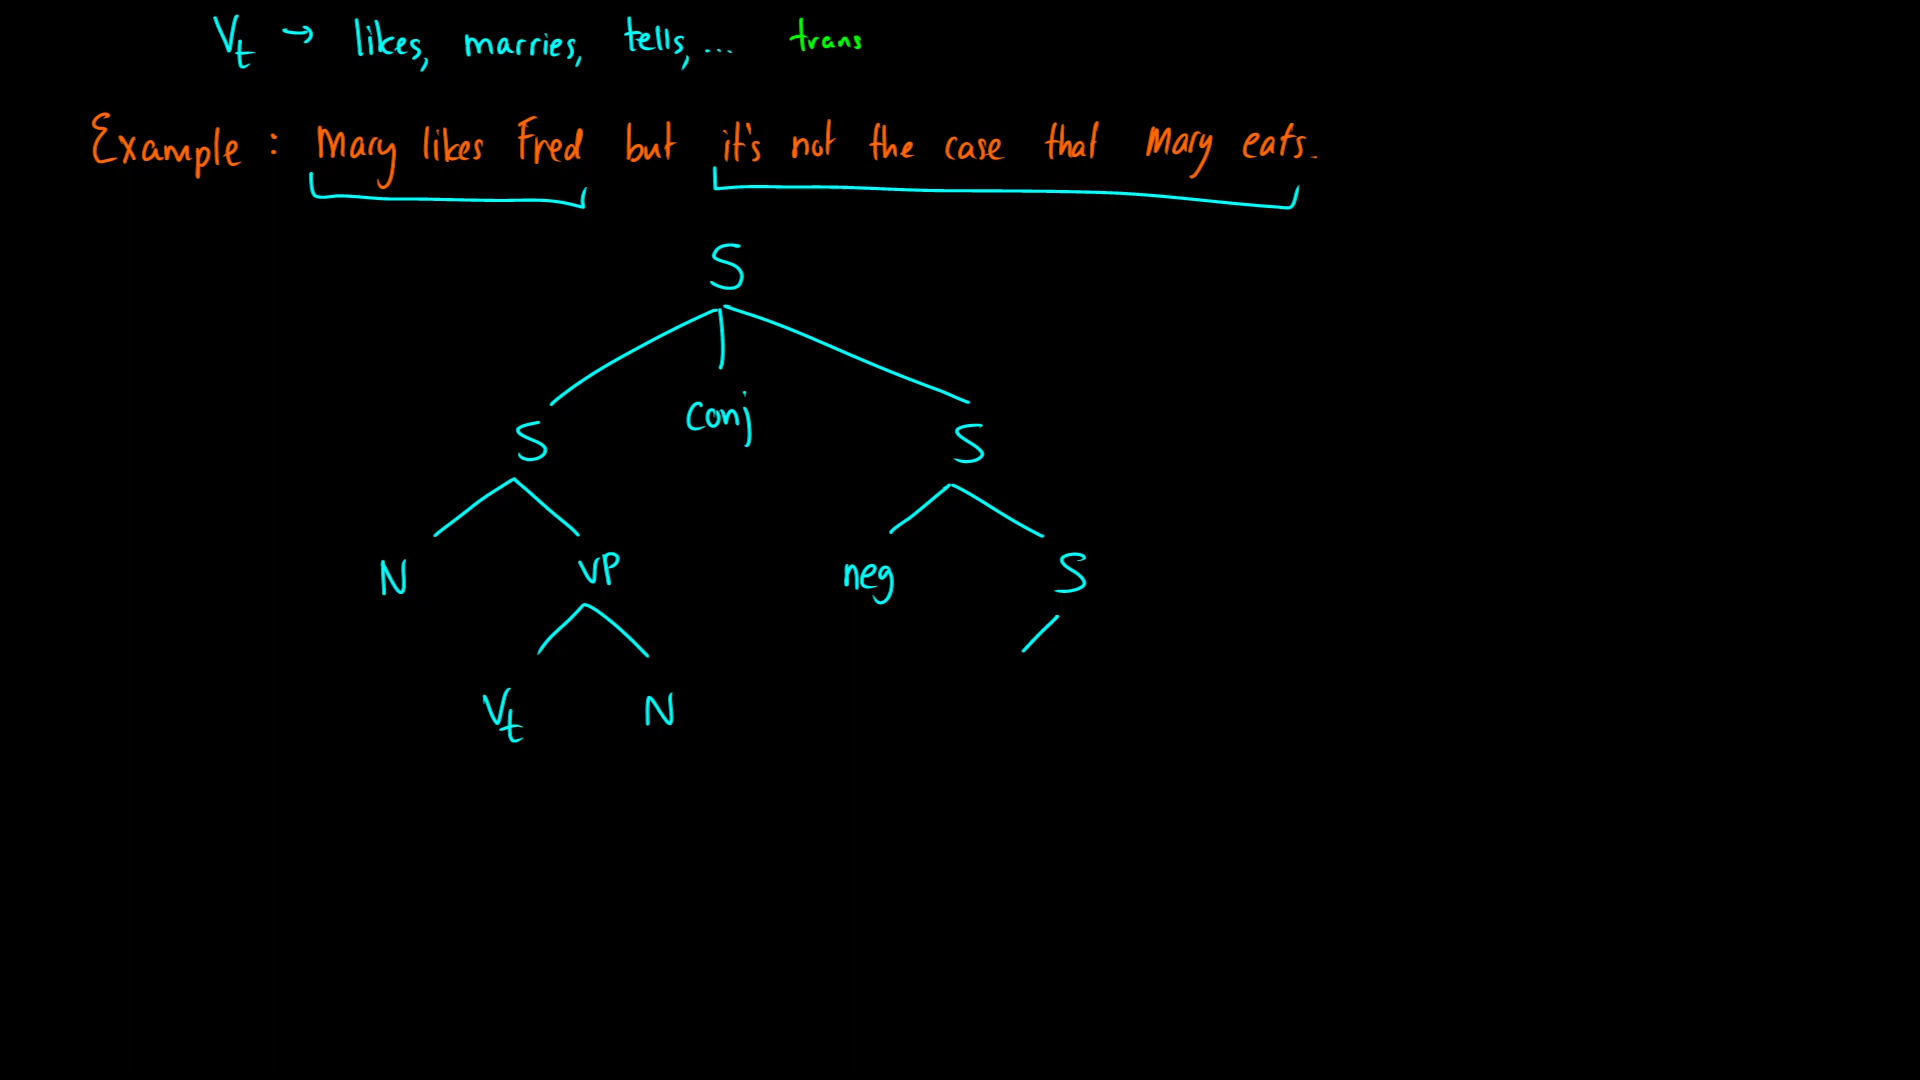 Vt → likes, marries, tells, ... trans
Example : Mary likes Fred but it's not the case that Mary eats.
S
S conj S
N VP neg S
Vt N